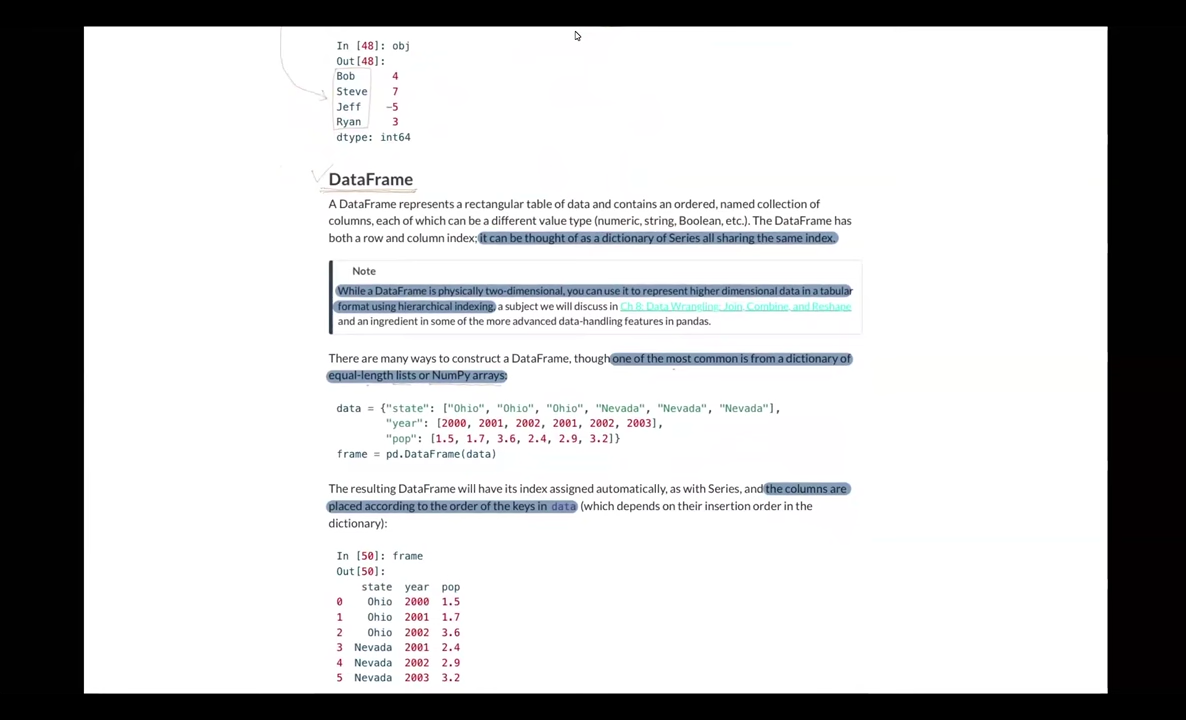 In [48]: obj
Out[48]:
Bob 4
Steve 7
Jeff -5
Ryan 3
dtype: int64
DataFrame
A DataFrame represents a rectangular table of data and contains an ordered, named collection of
columns, each of which can be a different value type (numeric, string, Boolean, etc.). The DataFrame has
both a row and column index; it can be thought of as a dictionary of Series all sharing the same index.
Note
While a DataFrame is physically two-dimensional, you can use it to represent higher dimensional data in a tabular
format using hierarchical indexing, a subject we will discuss in Ch 8: Data Wrangling: Join, Combine, and Reshape
and an ingredient in some of the more advanced data-handling features in pandas.
There are many ways to construct a DataFrame, though one of the most common is from a dictionary of
equal-length lists or NumPy arrays:
data = {"state": ["Ohio", "Ohio", "Ohio", "Nevada", "Nevada", "Nevada"],
"year": [2000, 2001, 2002, 2001, 2002, 2003],
"pop": [1.5, 1.7, 3.6, 2.4, 2.9, 3.2]}
frame = pd.DataFrame(data)
The resulting DataFrame will have its index assigned automatically, as with Series, and the columns are
placed according to the order of the keys in data (which depends on their insertion order in the
dictionary):
In [50]: frame
Out[50]:
state year pop
0 Ohio 2000 1.5
1 Ohio 2001 1.7
2 Ohio 2002 3.6
3 Nevada 2001 2.4
4 Nevada 2002 2.9
5 Nevada 2003 3.2